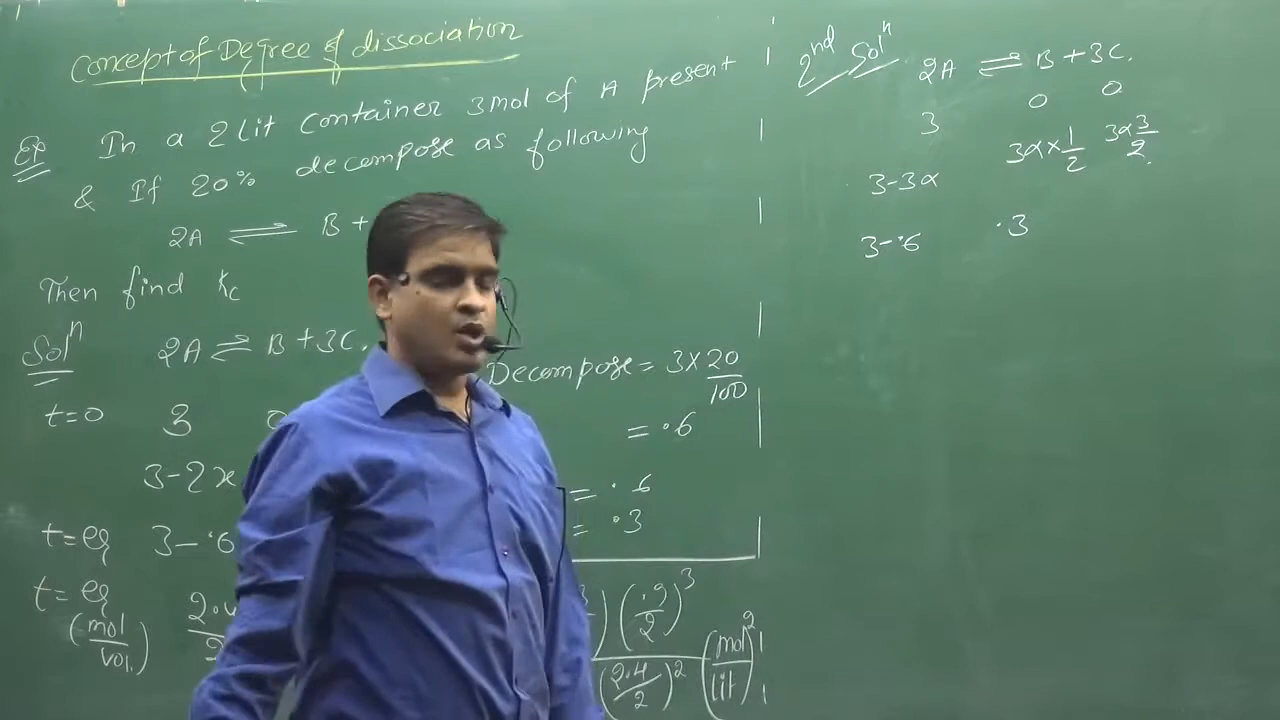 Concept of Degree of dissociation
Ex In a 2 Lit container 3 mol of A present
& If 20% decompose as following
2A ⇌ B +
Then find Kc
Solⁿ 2A ⇌ B + 3C.
Decompose = 3 × 20/100
t=0 3 0
= .6
3-2x
= .6
= .3
t=eq 3-.6
t=eq (mol/vol.)
)(.9/2)³
(2.4/2)² (mol/lit)²
2nd Solⁿ 2A ⇌ B + 3C.
3 0 0
3-3α 3α×1/2 3α 3/2.
3-.6 .3